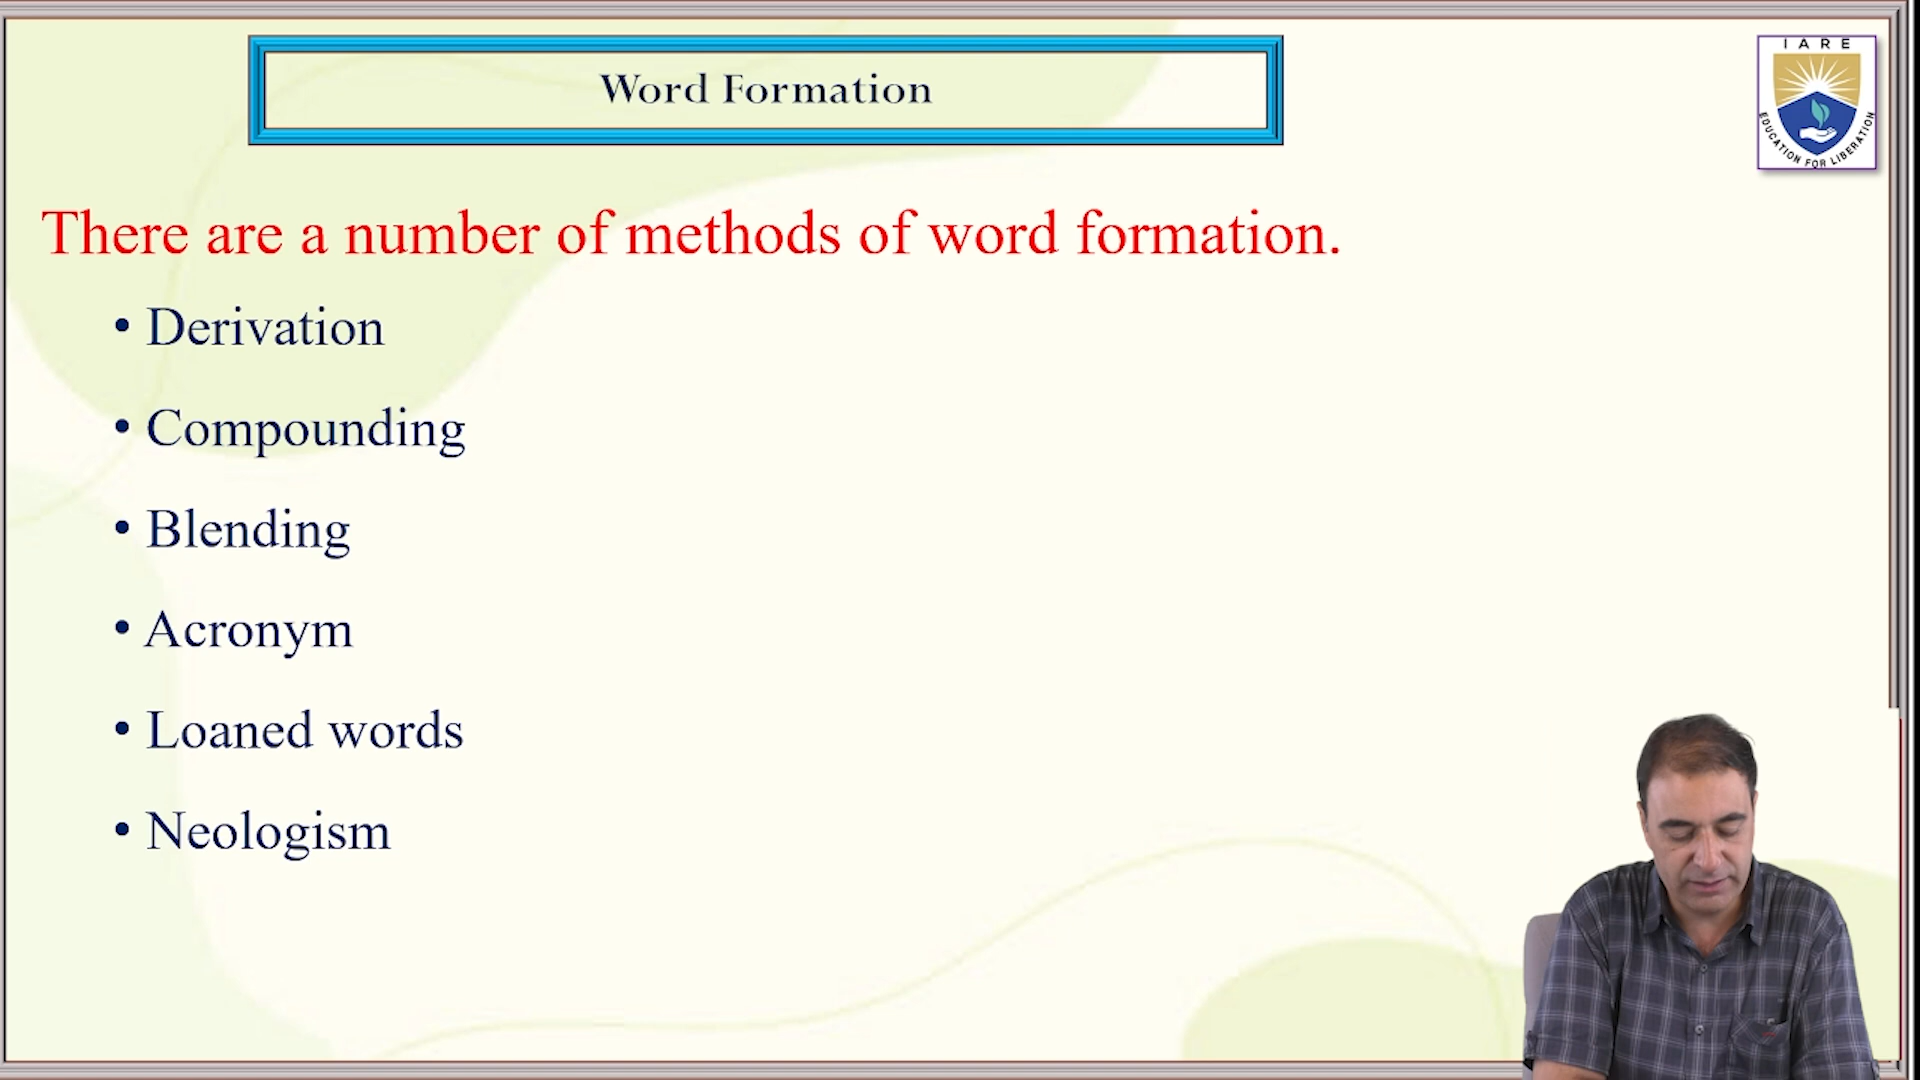 Word Formation
I A R E
EDUCATION FOR LIBERATION
There are a number of methods of word formation.
• Derivation
• Compounding
• Blending
• Acronym
• Loaned words
• Neologism